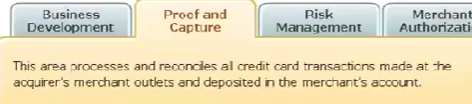 Business Development
Proof and Capture
Risk Management
Merchant
This area processes and reconciles all credit card transactions made at the
acquirer's merchant outlets and deposited in the merchant's account.